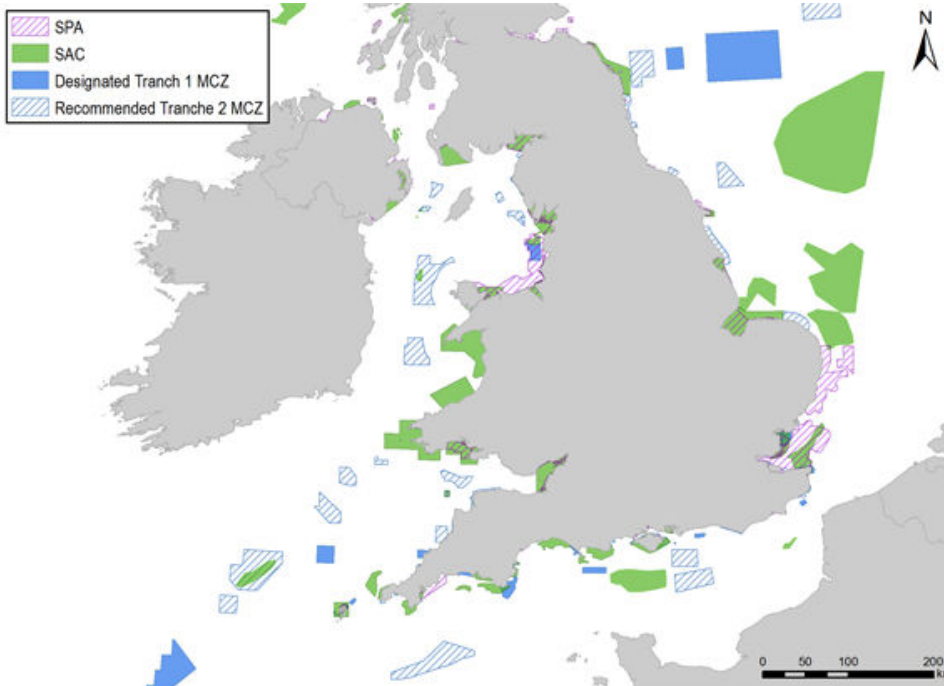 SPA
SAC
Designated Tranch 1 MCZ
Recommended Tranche 2 MCZ
N
0 50 100 200